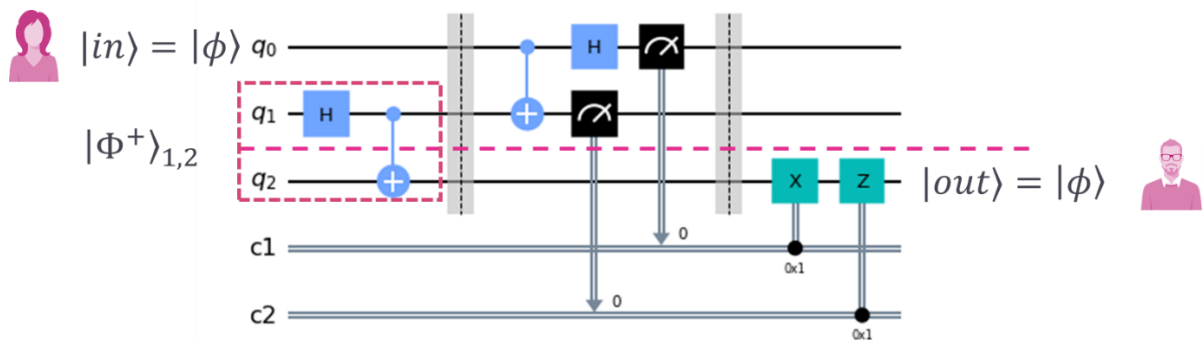 |in⟩ = |ϕ⟩ q0 H
q1 H
|Φ+⟩1,2
q2 X Z |out⟩ = |ϕ⟩
c1 0 0x1
c2 0 0x1